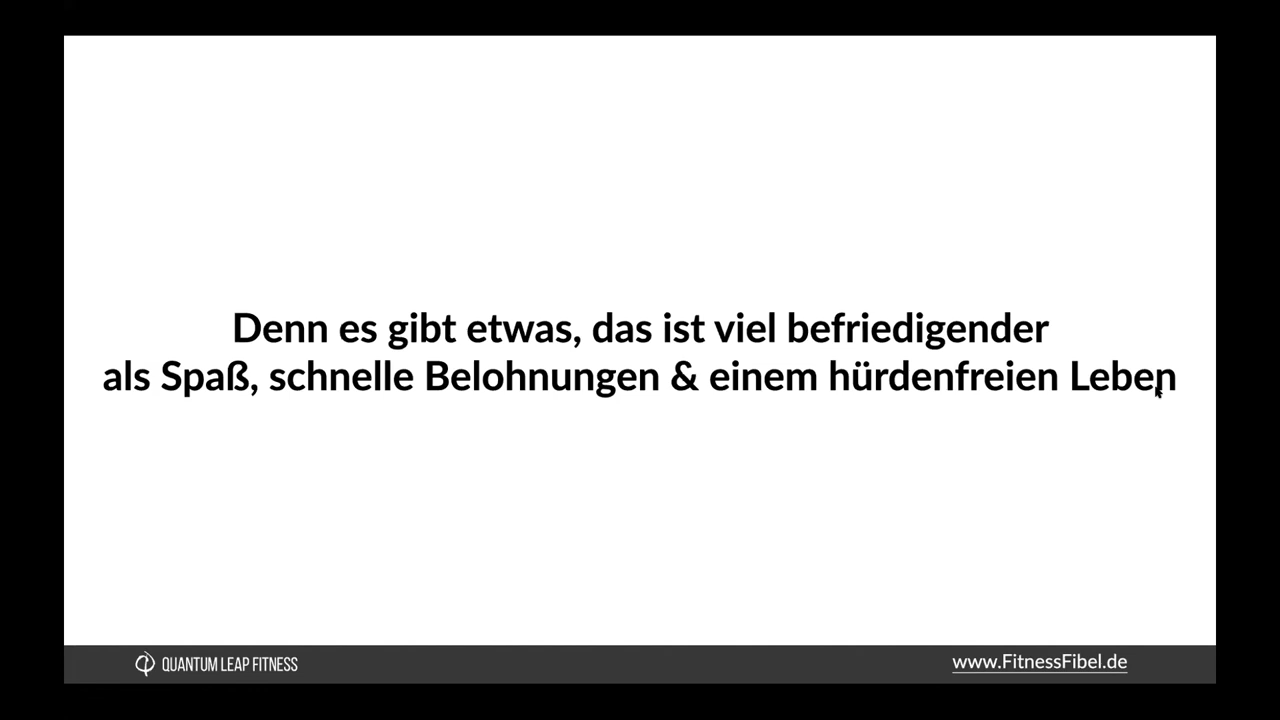 Denn es gibt etwas, das ist viel befriedigender
als Spaß, schnelle Belohnungen & einem hürdenfreien Leben
QUANTUM LEAP FITNESS
www.FitnessFibel.de